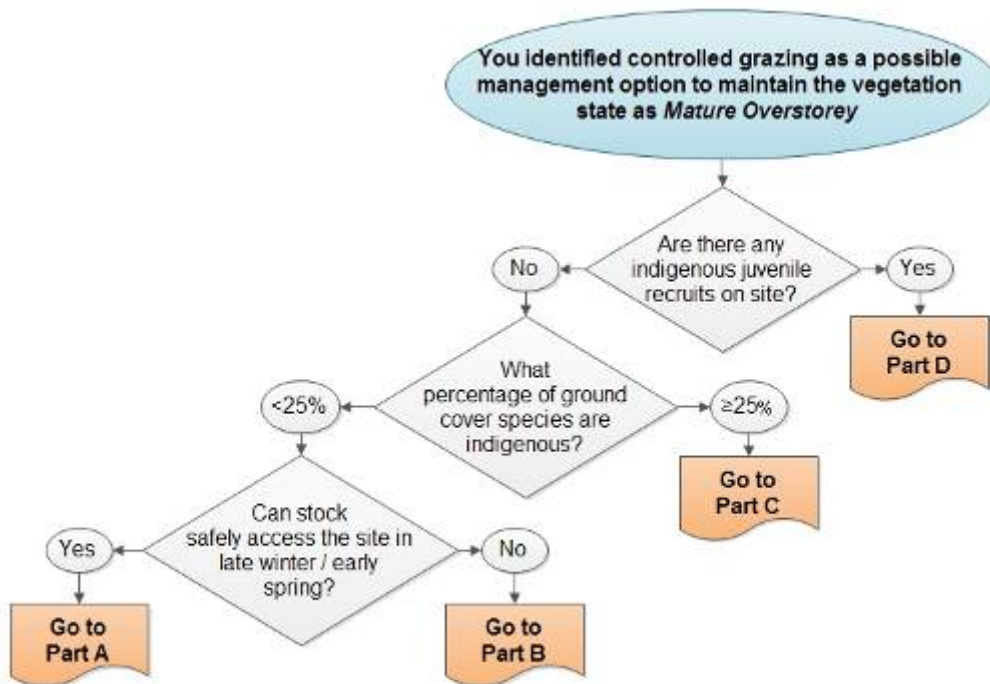 You identified controlled grazing as a possible
management option to maintain the vegetation
state as Mature Overstorey
Are there any
indigenous juvenile
recruits on site?
No
Yes
Go to
Part D
What
percentage of ground
cover species are
indigenous?
<25%
≥25%
Go to
Part C
Can stock
safely access the site in
late winter / early
spring?
Yes
No
Go to
Part A
Go to
Part B